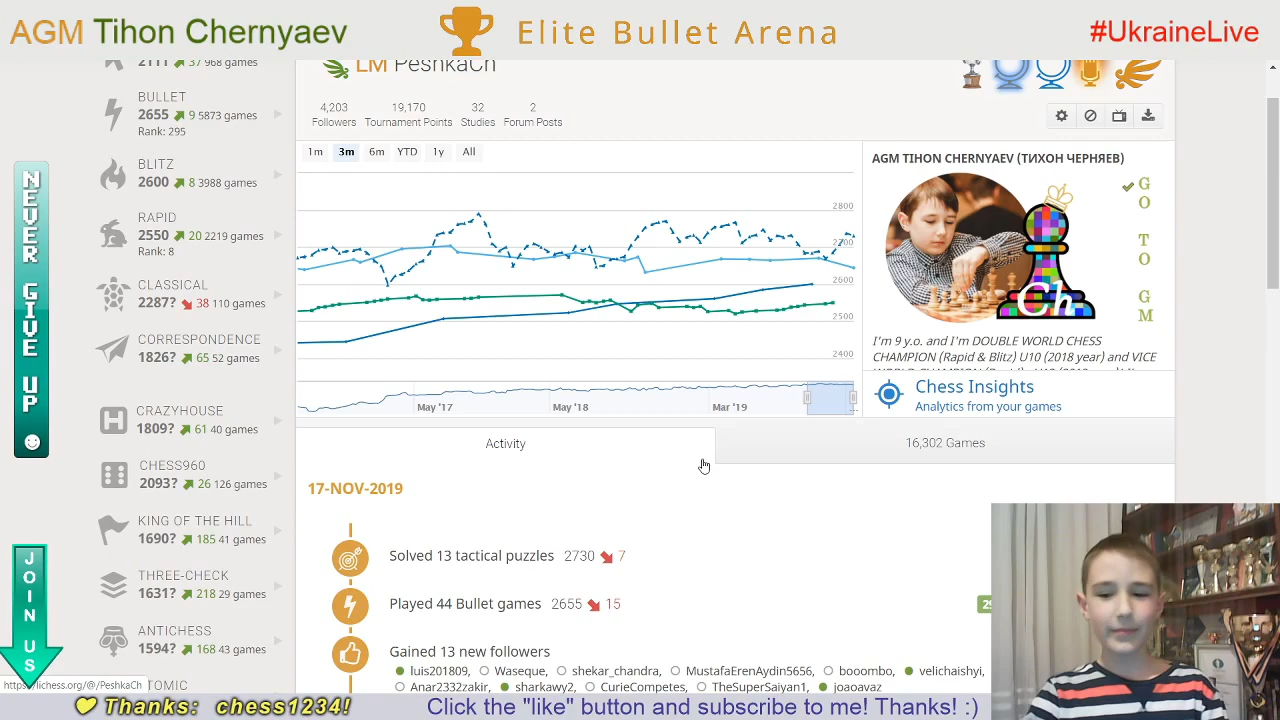 AGM Tihon Chernyaev
Elite Bullet Arena
#UkraineLive
NEVER GIVE UP
JOIN US
2111 37 968 games
BULLET
2655 9 5873 games
Rank: 295
BLITZ
2600 8 3988 games
RAPID
2550 20 2219 games
Rank: 8
CLASSICAL
2287? 38 110 games
CORRESPONDENCE
1826? 65 52 games
CRAZYHOUSE
1809? 61 40 games
CHESS960
2093? 26 126 games
KING OF THE HILL
1690? 185 41 games
THREE-CHECK
1631? 218 29 games
ANTICHESS
1594? 168 43 games
ATOMIC
https://lichess.org/@/PeshkaCh
LM PeshkaCh
4,203 19,170 32 2
Followers Tournament Points Studies Forum Posts
1m 3m 6m YTD 1y All
2800
2700
2600
2500
2400
May '17 May '18 Mar '19
AGM TIHON CHERNYAEV (ТИХОН ЧЕРНЯЕВ)
Ch
GO
TO
GM
I'm 9 y.o. and I'm DOUBLE WORLD CHESS
CHAMPION (Rapid & Blitz) U10 (2018 year) and VICE
Chess Insights
Analytics from your games
Activity
16,302 Games
17-NOV-2019
Solved 13 tactical puzzles 2730 7
Played 44 Bullet games 2655 15
Gained 13 new followers
luis201809, Waseque, shekar_chandra, MustafaErenAydin5656, booombo, velichaishyi,
Anar2332zakir, sharkawy2, CurieCompetes, TheSuperSaiyan1, joaoavaz
Thanks: chess1234!
Click the "like" button and subscribe to me! Thanks! :)